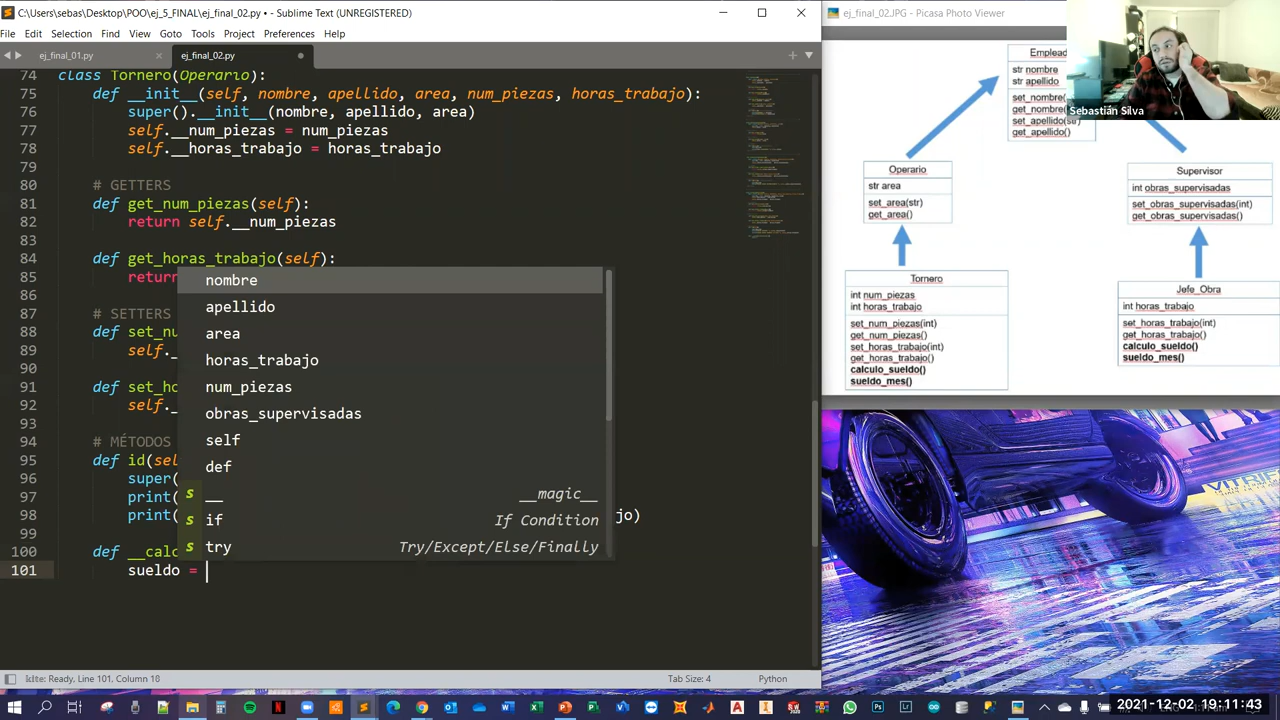 C:\Users\sebas\Desktop\POO\ej_5_FINAL\ej_final_02.py • - Sublime Text (UNREGISTERED)
File Edit Selection Find View Goto Tools Project Preferences Help
ej_final_01.py
ej_final_02.py
74 class Tornero(Operario):
def __init__(self, nombre, apellido, area, num_piezas, horas_trabajo):
super().__init__(nombre, apellido, area)
self.__num_piezas = num_piezas
78 self.__horas_trabajo = horas_trabajo
79
80 # GETTERS
81 def get_num_piezas(self):
82 return self.__num_piezas
83
84 def get_horas_trabajo(self):
85 return
86
87 # SETTERS
88 def set_nu
89 self._
90
91 def set_ho
92 self._
93
94 # MÉTODOS
95 def id(sel
96 super(
97 print(
98 print( jo)
99
100 def __calc
101 sueldo =
nombre
apellido
area
horas_trabajo
num_piezas
obras_supervisadas
self
def
s __ __magic__
s if If Condition
s try Try/Except/Else/Finally
Line 101, Column 18
Tab Size: 4
Python
ej_final_02.JPG - Picasa Photo Viewer
Sebastián Silva
Emplead
str nombre
str apellido
set_nombre(
get_nombre(
set_apellido(str)
get_apellido()
Operario
str area
set_area(str)
get_area()
Supervisor
int obras_supervisadas
set_obras_supervisadas(int)
get_obras_supervisadas()
Tornero
int num_piezas
int horas_trabajo
set_num_piezas(int)
get_num_piezas()
set_horas_trabajo(int)
get_horas_trabajo()
calculo_sueldo()
sueldo_mes()
Jefe_Obra
int horas_trabajo
set_horas_trabajo(int)
get_horas_trabajo()
calculo_sueldo()
sueldo_mes()
2021-12-02 19:11:43